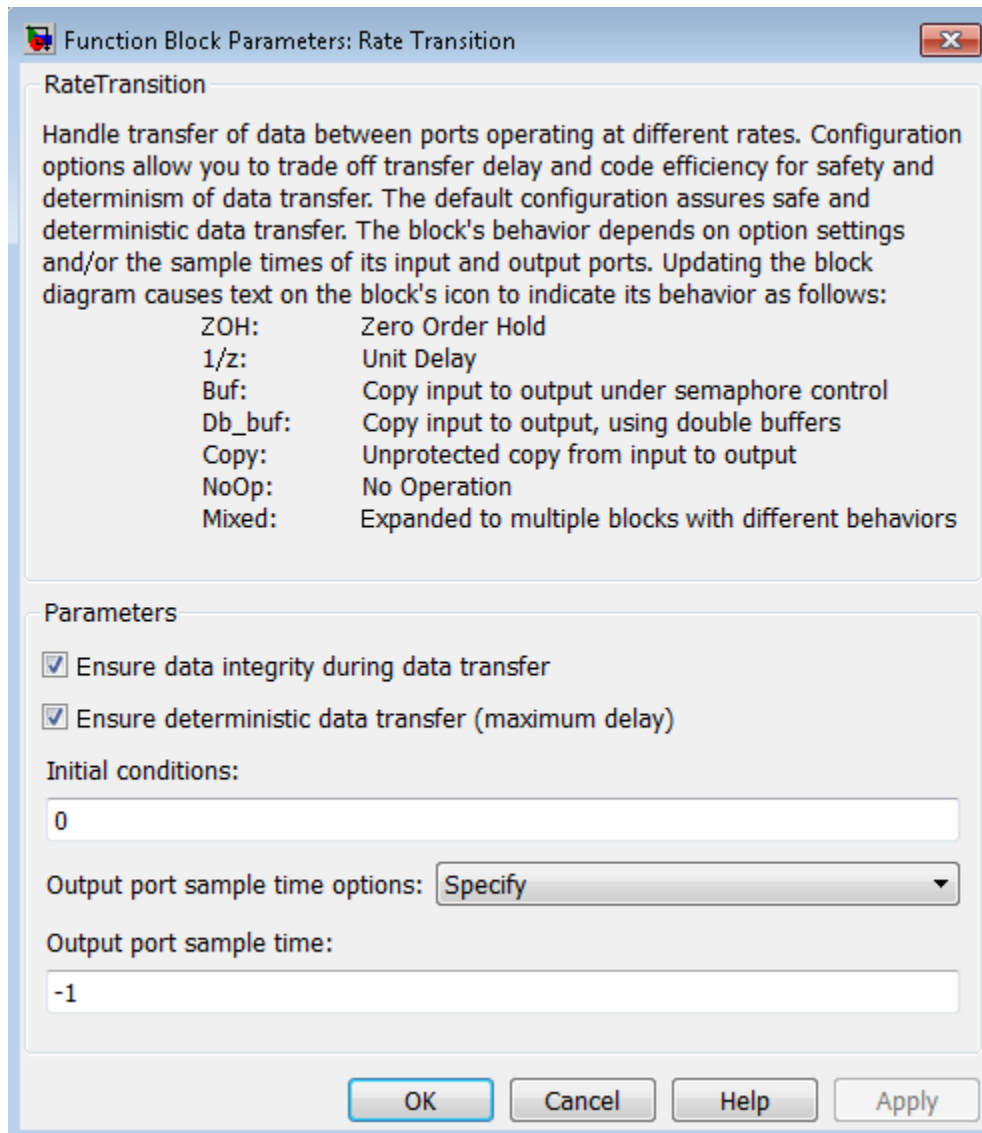 Function Block Parameters: Rate Transition
RateTransition
Handle transfer of data between ports operating at different rates. Configuration
options allow you to trade off transfer delay and code efficiency for safety and
determinism of data transfer. The default configuration assures safe and
deterministic data transfer. The block's behavior depends on option settings
and/or the sample times of its input and output ports. Updating the block
diagram causes text on the block's icon to indicate its behavior as follows:
ZOH: Zero Order Hold
1/z: Unit Delay
Buf: Copy input to output under semaphore control
Db_buf: Copy input to output, using double buffers
Copy: Unprotected copy from input to output
NoOp: No Operation
Mixed: Expanded to multiple blocks with different behaviors
Parameters
Ensure data integrity during data transfer
Ensure deterministic data transfer (maximum delay)
Initial conditions:
0
Output port sample time options: Specify
Output port sample time:
-1
OK Cancel Help Apply